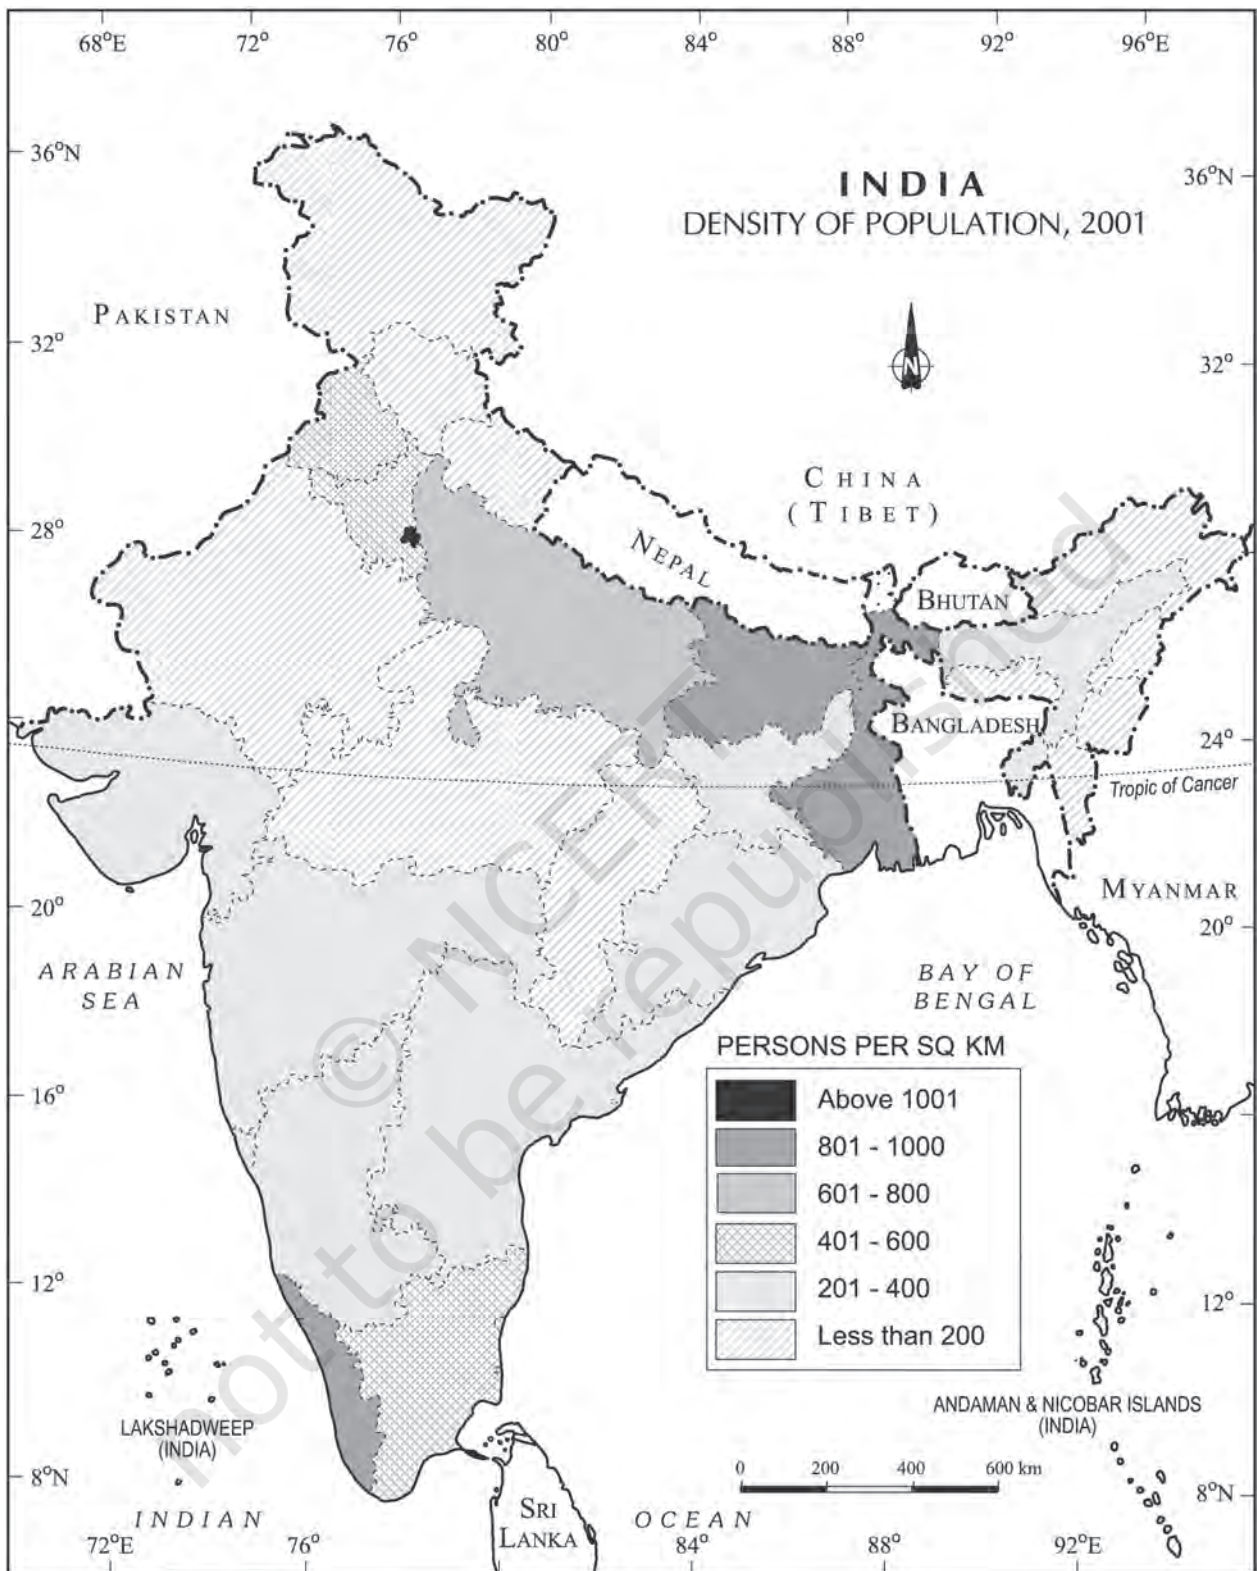 68°E 72° 76° 80° 84° 88° 92° 96°E
36°N
36°N
INDIA
DENSITY OF POPULATION, 2001
PAKISTAN
32°
32°
N
CHINA
(TIBET)
28°
NEPAL
BHUTAN
BANGLADESH
24°
Tropic of Cancer
MYANMAR
20°
20°
ARABIAN
SEA
BAY OF
BENGAL
PERSONS PER SQ KM
Above 1001
801 - 1000
601 - 800
401 - 600
201 - 400
Less than 200
16°
12°
12°
LAKSHADWEEP
(INDIA)
ANDAMAN & NICOBAR ISLANDS
(INDIA)
0 200 400 600 km
8°N
8°N
INDIAN
OCEAN
SRI
LANKA
72°E 76° 84° 88° 92°E
© NCERT
not to be republished